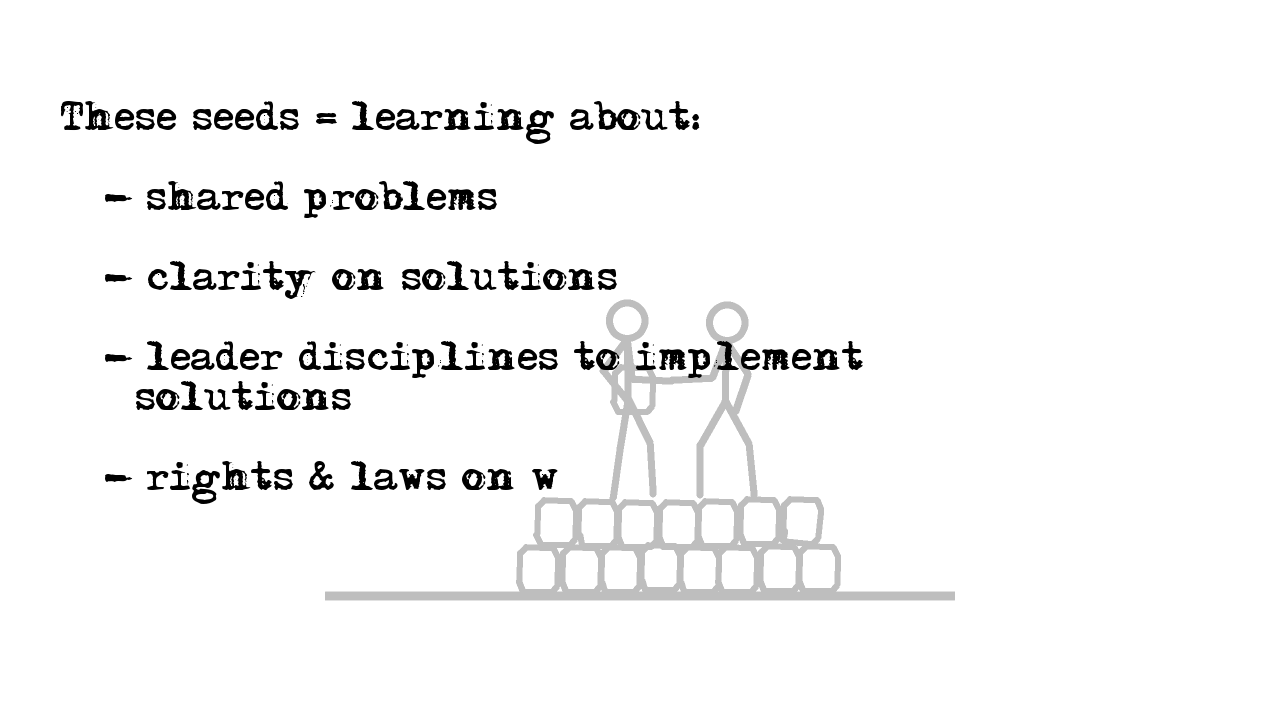 These seeds = learning about:
- shared problems
- clarity on solutions
- leader disciplines to implement
solutions
- rights & laws on w